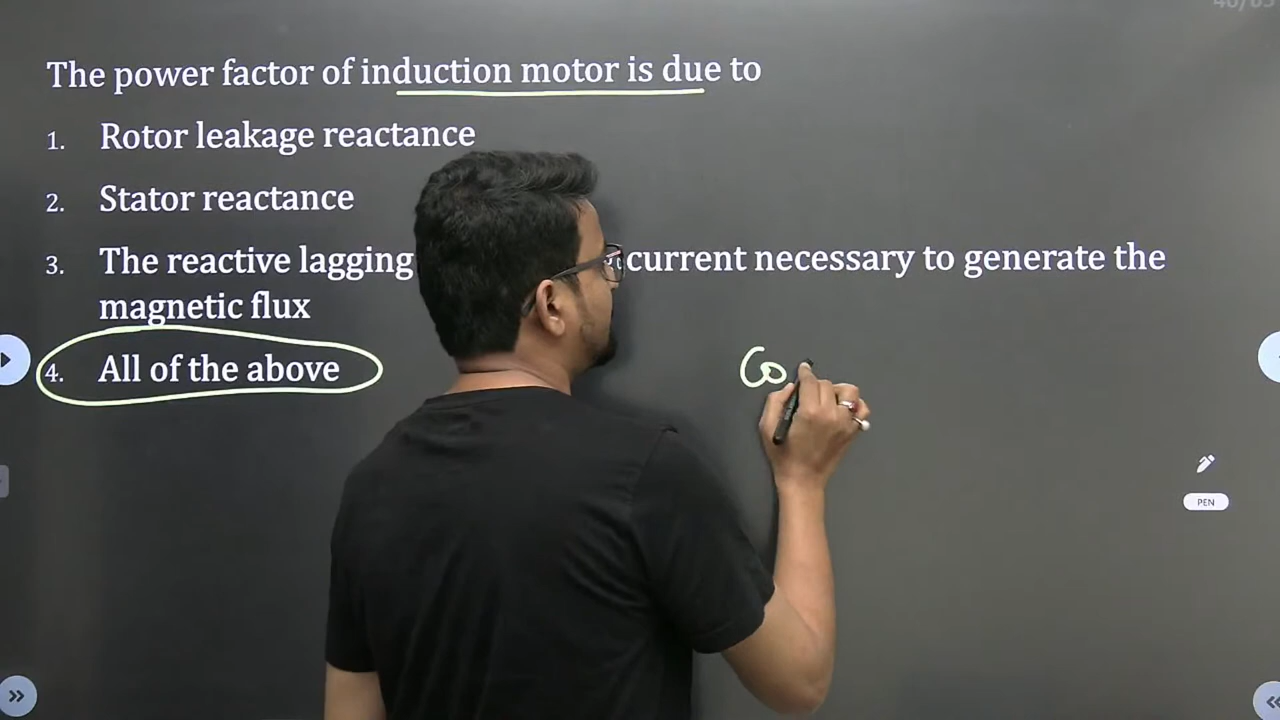 The power factor of induction motor is due to
1. Rotor leakage reactance
2. Stator reactance
3. The reactive lagging current necessary to generate the
magnetic flux
4. All of the above
Co
PEN